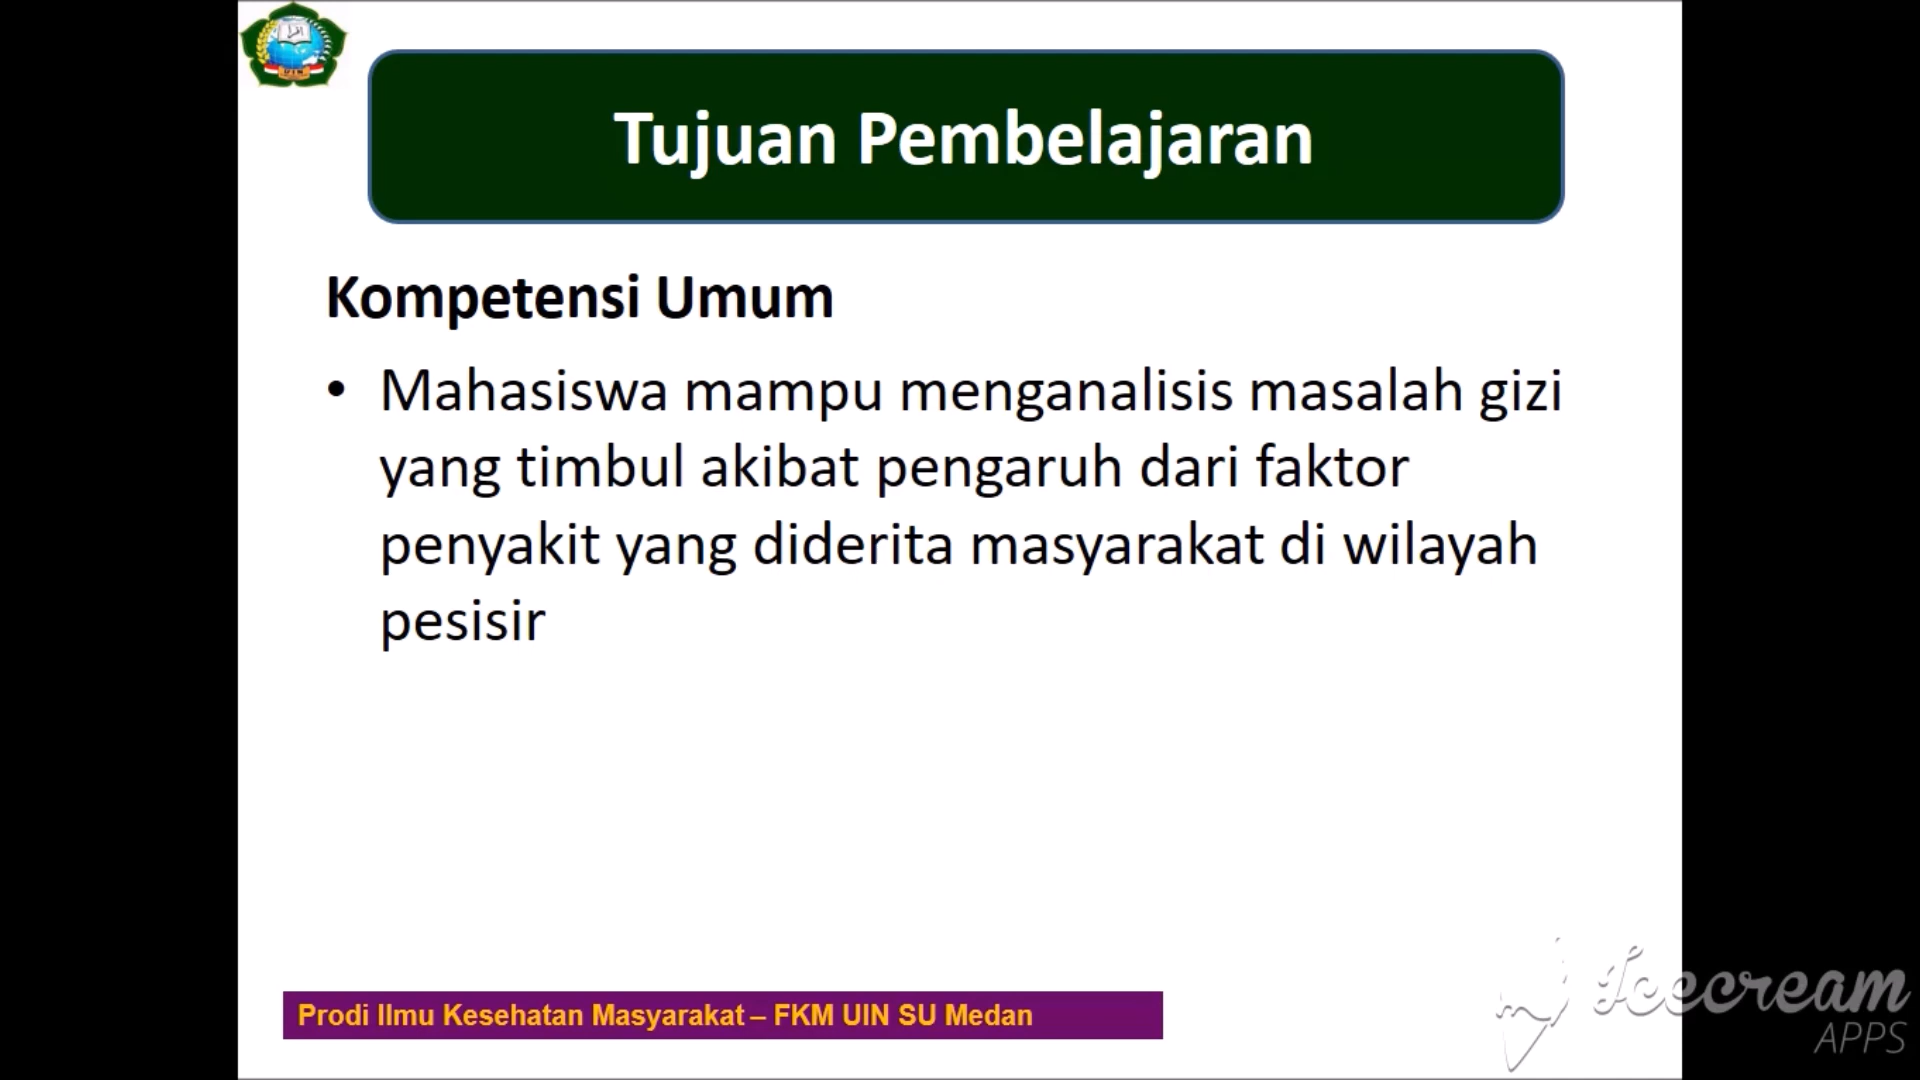 UIN
Tujuan Pembelajaran
Kompetensi Umum
• Mahasiswa mampu menganalisis masalah gizi
yang timbul akibat pengaruh dari faktor
penyakit yang diderita masyarakat di wilayah
pesisir
Prodi Ilmu Kesehatan Masyarakat – FKM UIN SU Medan
Icecream
APPS